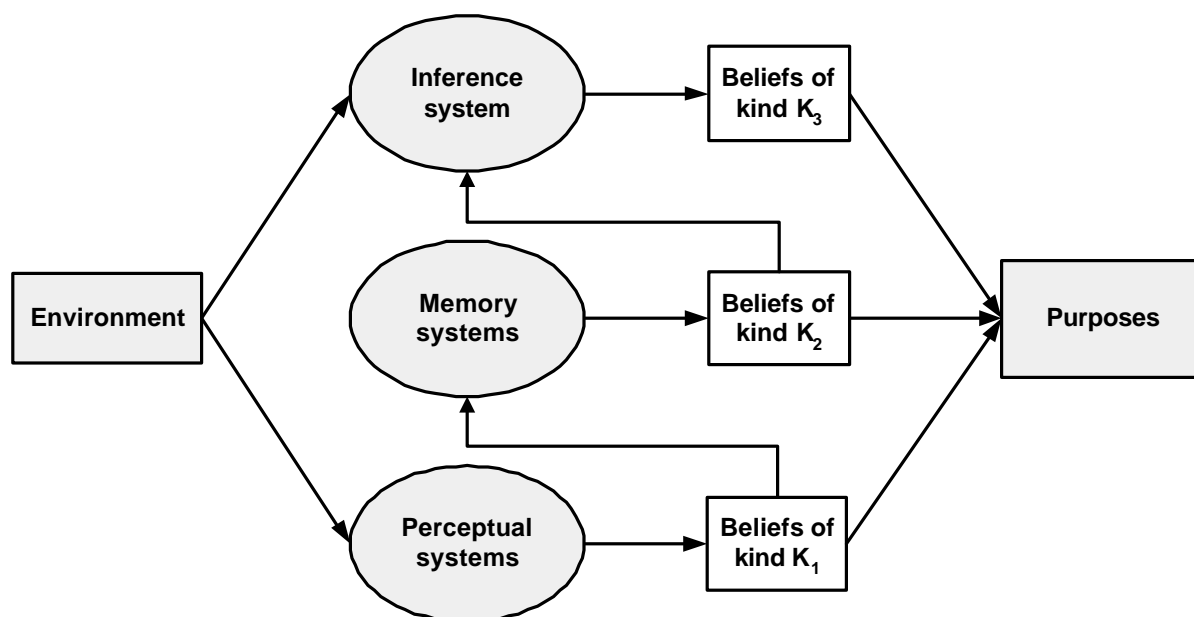 Inference
system
Beliefs of
kind K₃
Environment
Memory
systems
Beliefs of
kind K₂
Purposes
Perceptual
systems
Beliefs of
kind K₁